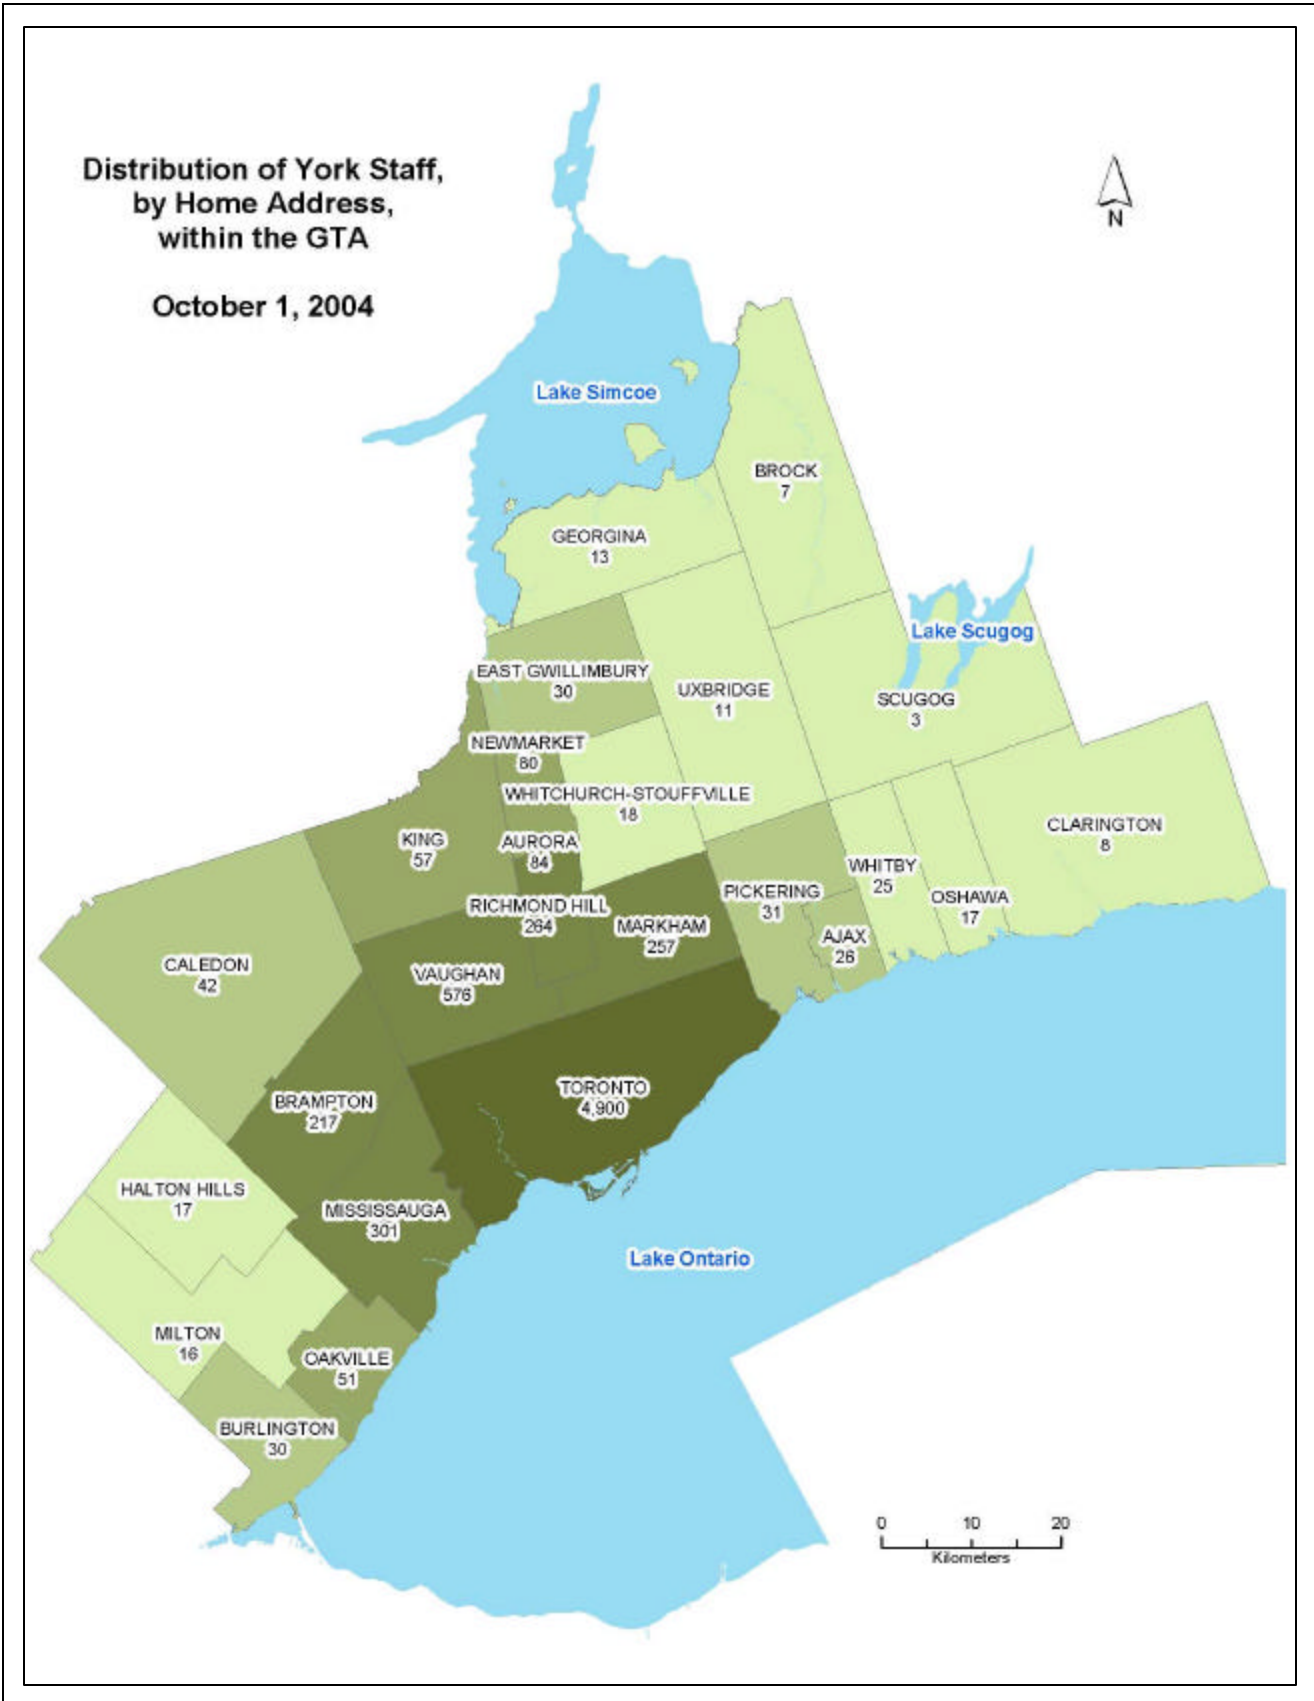 Distribution of York Staff,
by Home Address,
within the GTA
October 1, 2004
N
Lake Simcoe
BROCK
7
GEORGINA
13
Lake Scugog
EAST GWILLIMBURY
30
UXBRIDGE
11
SCUGOG
3
NEWMARKET
80
WHITCHURCH-STOUFFVILLE
18
KING
57
AURORA
84
CLARINGTON
8
WHITBY
25
PICKERING
31
OSHAWA
17
RICHMOND HILL
264
MARKHAM
257
AJAX
26
CALEDON
42
VAUGHAN
576
TORONTO
4,900
BRAMPTON
217
HALTON HILLS
17
MISSISSAUGA
301
Lake Ontario
MILTON
16
OAKVILLE
51
BURLINGTON
30
0 10 20
Kilometers